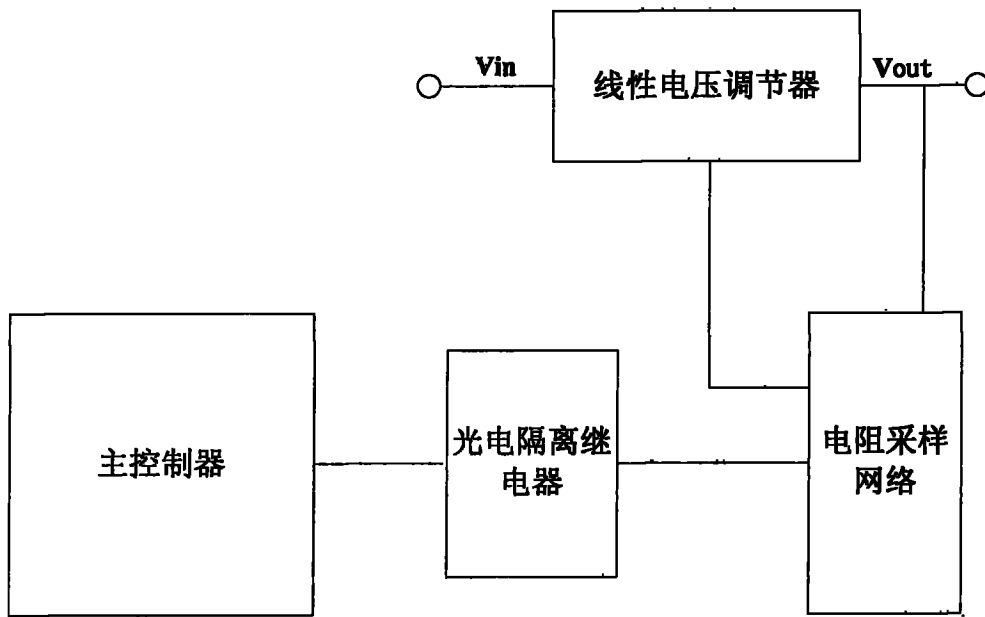 Vin
线性电压调节器
Vout
主控制器
光电隔离继
电器
电阻采样
网络